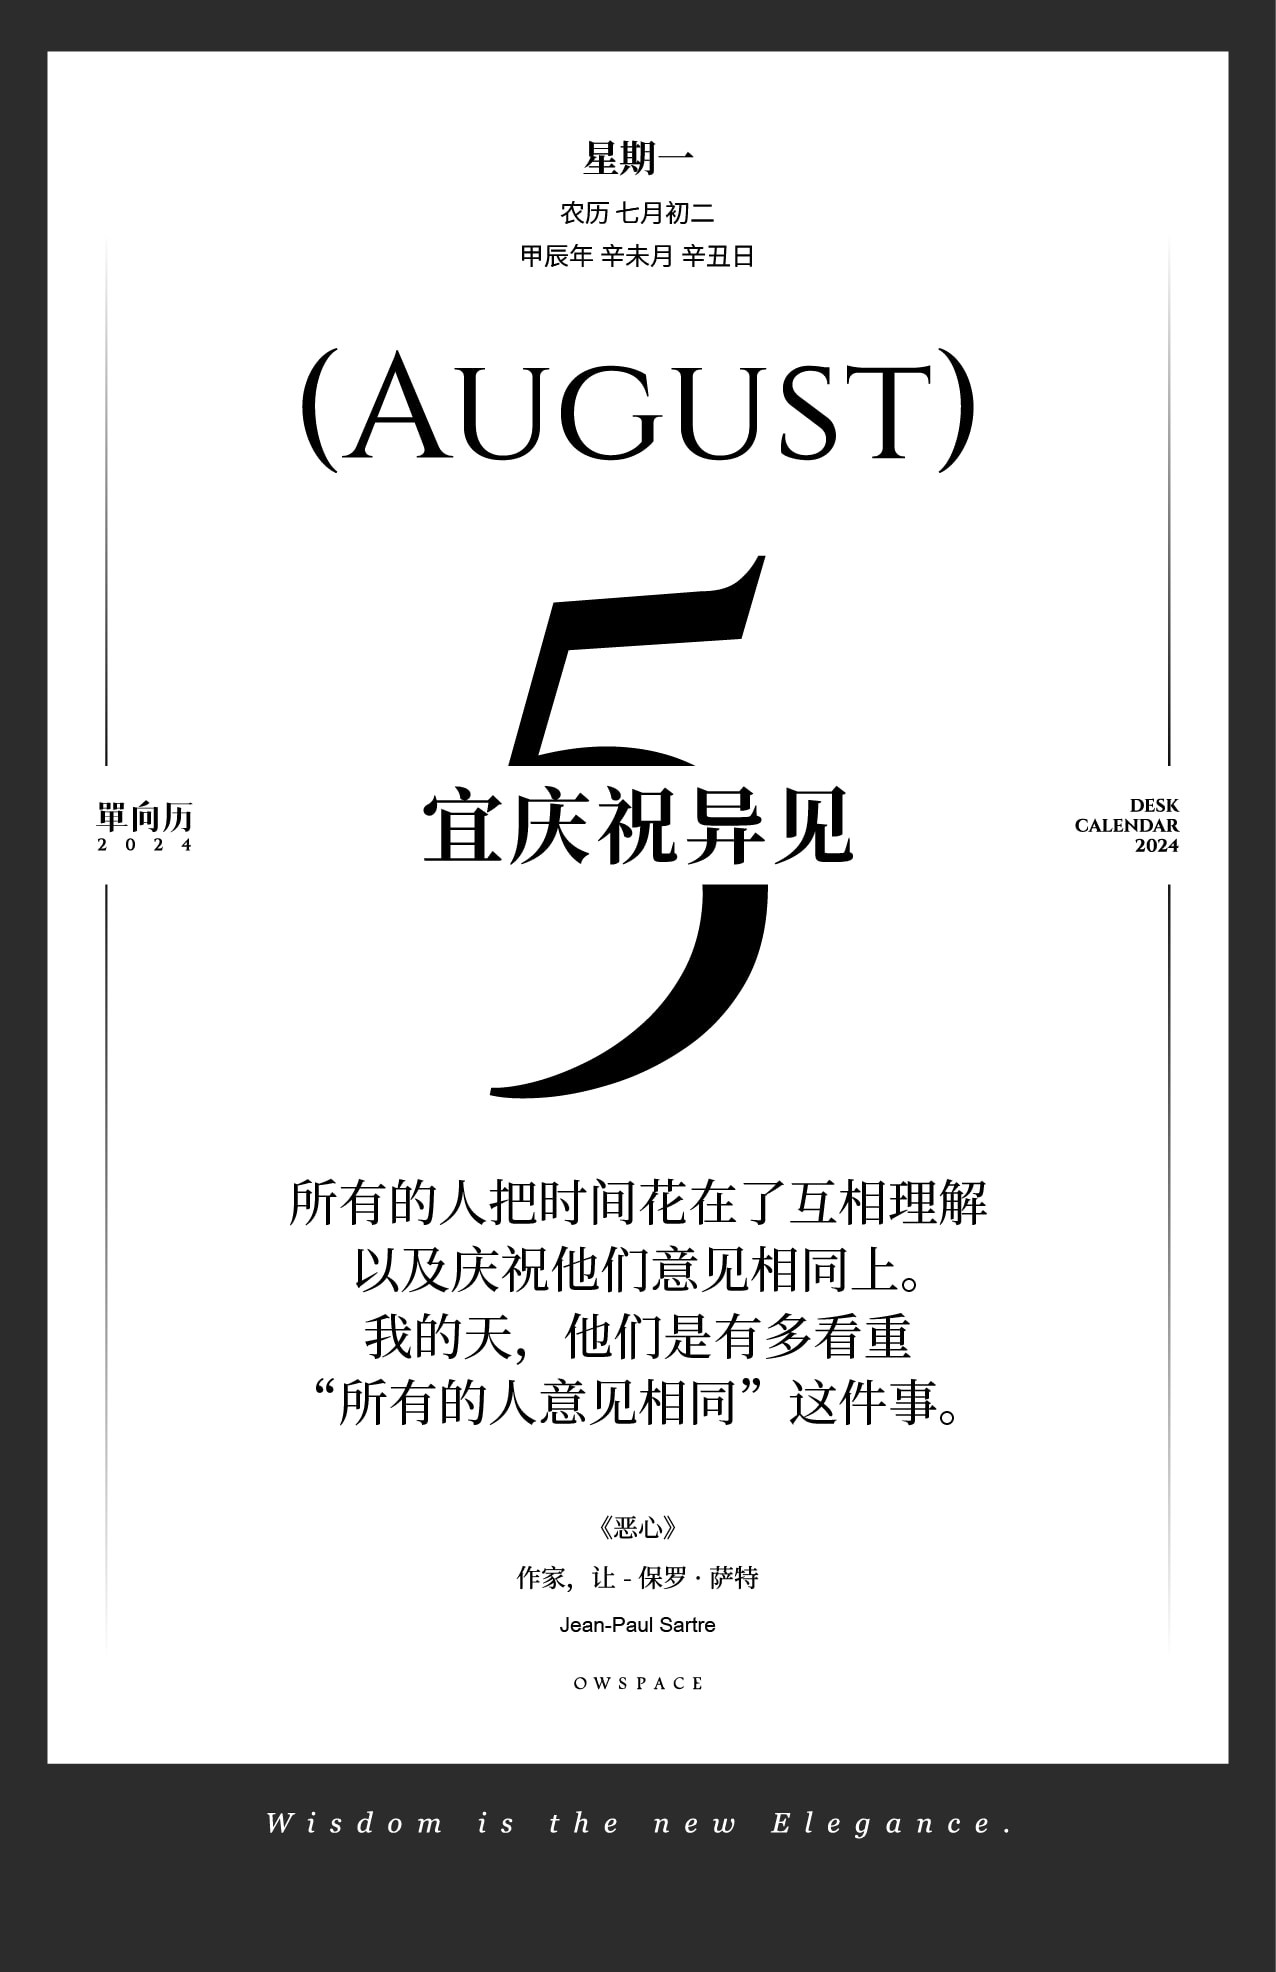 星期一
农历 七月初二
甲辰年 辛未月 辛丑日
(AUGUST)
5
單向历
2024
宜庆祝异见
DESK
CALENDAR
2024
所有的人把时间花在了互相理解
以及庆祝他们意见相同上。
我的天，他们是有多看重
“所有的人意见相同”这件事。
《恶心》
作家，让 - 保罗 · 萨特
Jean-Paul Sartre
OWSPACE
Wisdom is the new Elegance.